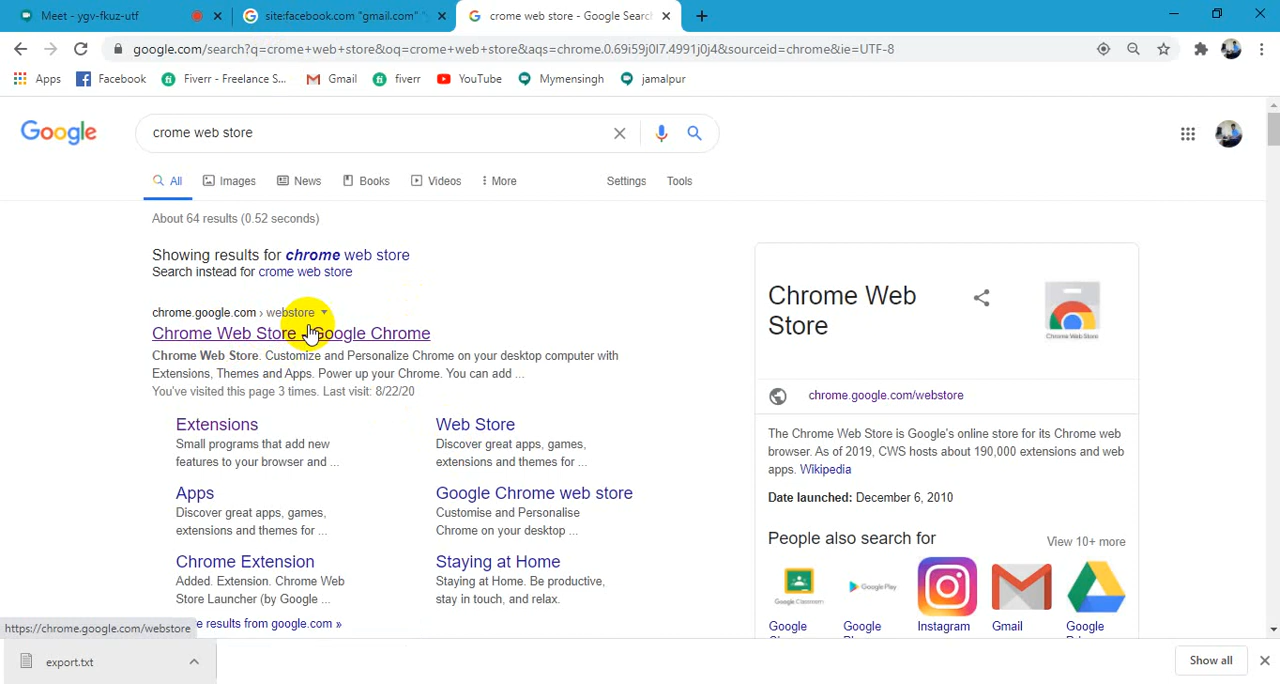 Meet - ygv-fkuz-utf
site:facebook.com "gmail.com" "
crome web store - Google Search
google.com/search?q=crome+web+store&oq=crome+web+store&aqs=chrome.0.69i59j0l7.4991j0j4&sourceid=chrome&ie=UTF-8
Apps Facebook Fiverr - Freelance S... Gmail fiverr YouTube Mymensingh jamalpur
Google
crome web store
All Images News Books Videos More Settings Tools
About 64 results (0.52 seconds)
Showing results for chrome web store
Search instead for crome web store
chrome.google.com › webstore
Chrome Web Store - Google Chrome
Chrome Web Store. Customize and Personalize Chrome on your desktop computer with
Extensions, Themes and Apps. Power up your Chrome. You can add ...
You've visited this page 3 times. Last visit: 8/22/20
Extensions
Small programs that add new
features to your browser and ...
Web Store
Discover great apps, games,
extensions and themes for ...
Apps
Discover great apps, games,
extensions and themes for ...
Google Chrome web store
Customise and Personalise
Chrome on your desktop ...
Chrome Extension
Added. Extension. Chrome Web
Store Launcher (by Google ...
Staying at Home
Staying at Home. Be productive,
stay in touch, and relax.
results from google.com »
Chrome Web
Store
Chrome Web Store
chrome.google.com/webstore
The Chrome Web Store is Google's online store for its Chrome web
browser. As of 2019, CWS hosts about 190,000 extensions and web
apps. Wikipedia
Date launched: December 6, 2010
People also search for
View 10+ more
Google Classroom
Google Play
Google
Google
Instagram
Gmail
Google
https://chrome.google.com/webstore
export.txt
Show all